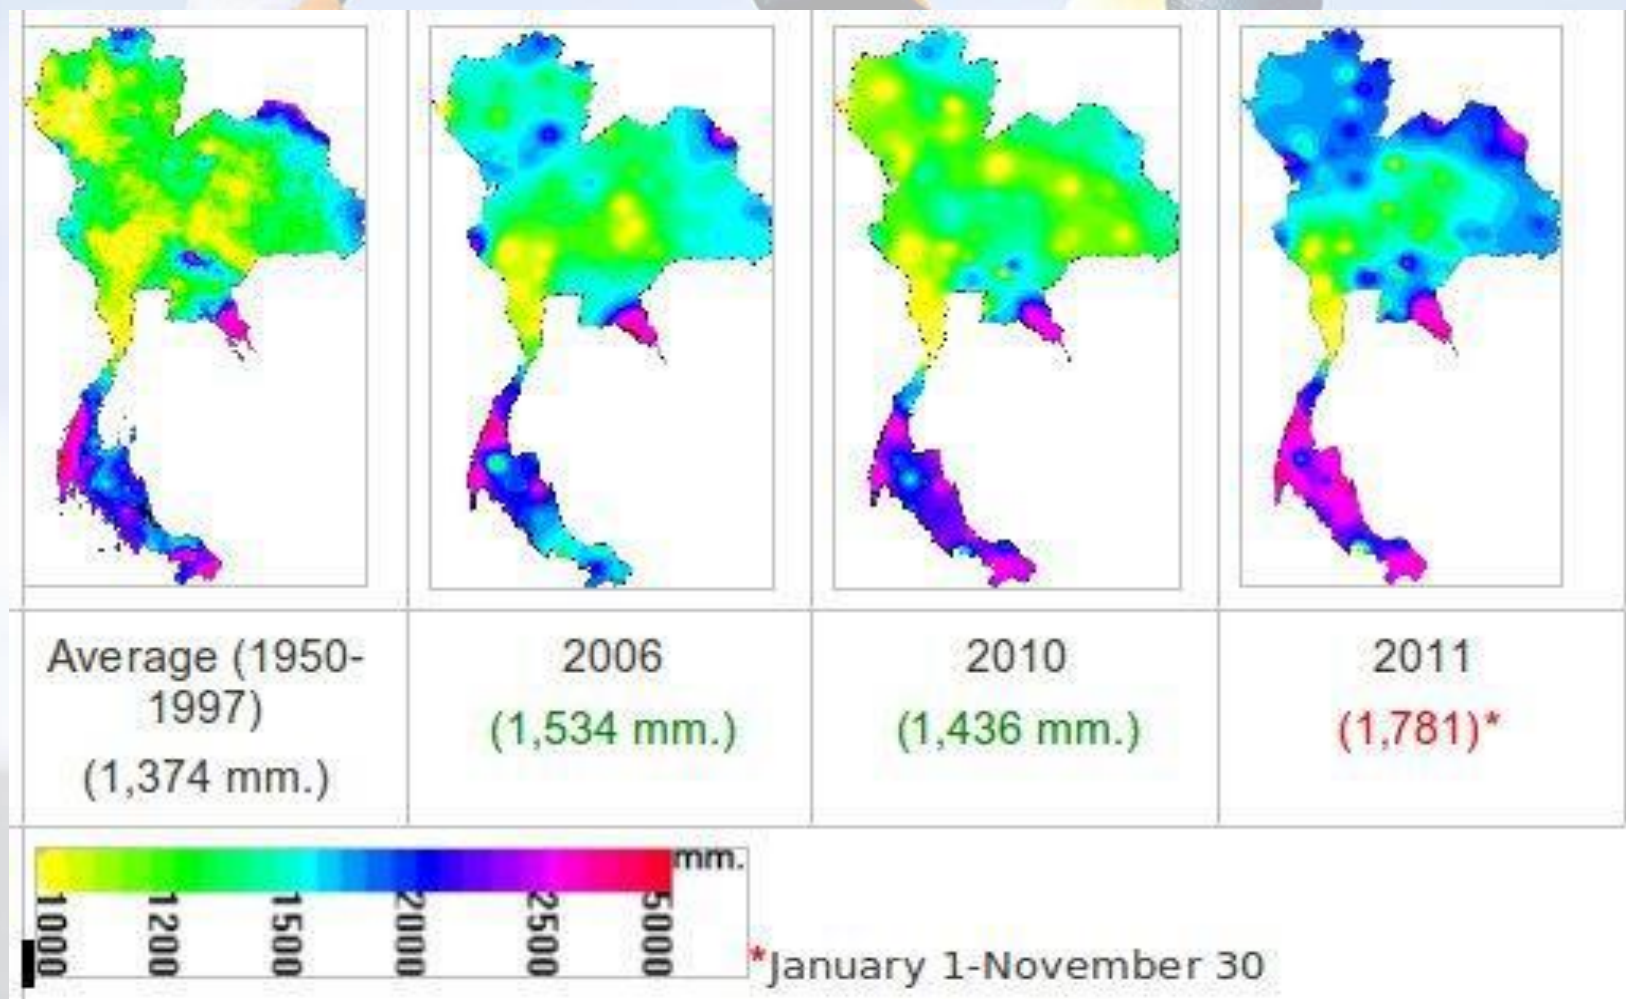 Average (1950-
1997)
(1,374 mm.)
2006
(1,534 mm.)
2010
(1,436 mm.)
2011
(1,781)*
mm.
1000
1200
1500
2000
2500
5000
*January 1-November 30